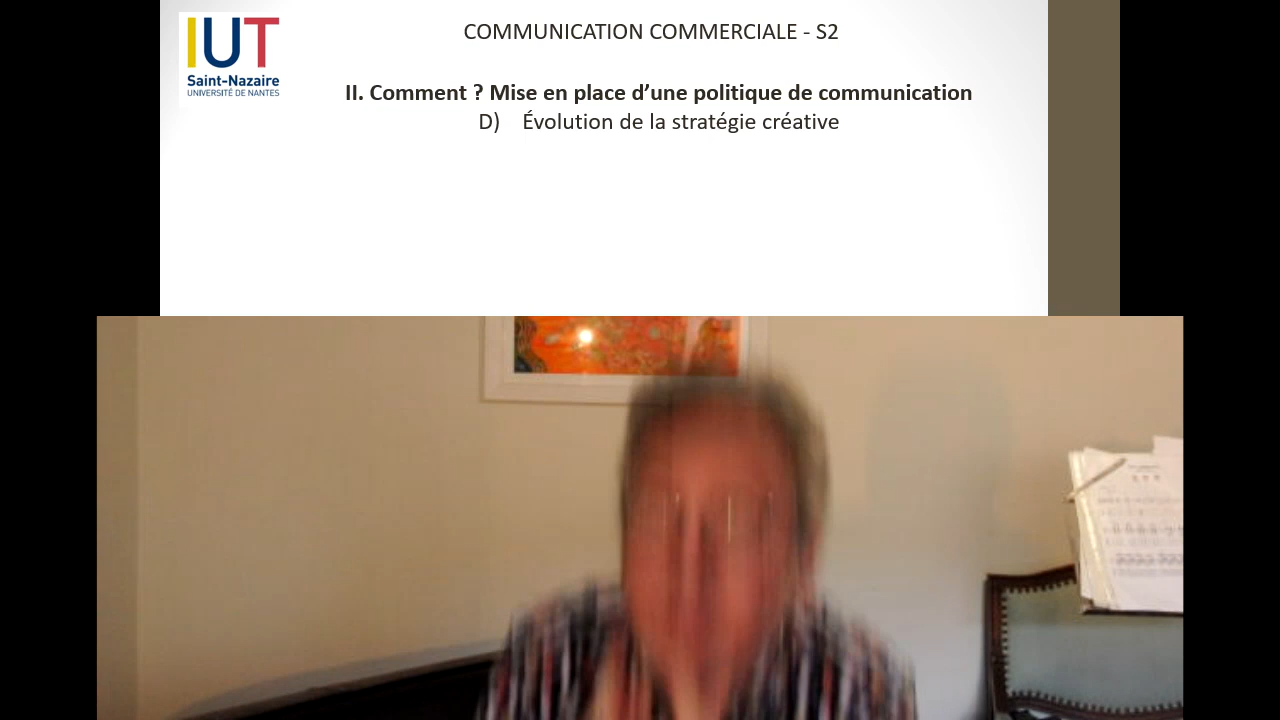 IUT
Saint-Nazaire
UNIVERSITÉ DE NANTES
COMMUNICATION COMMERCIALE - S2
II. Comment ? Mise en place d’une politique de communication
D) Évolution de la stratégie créative